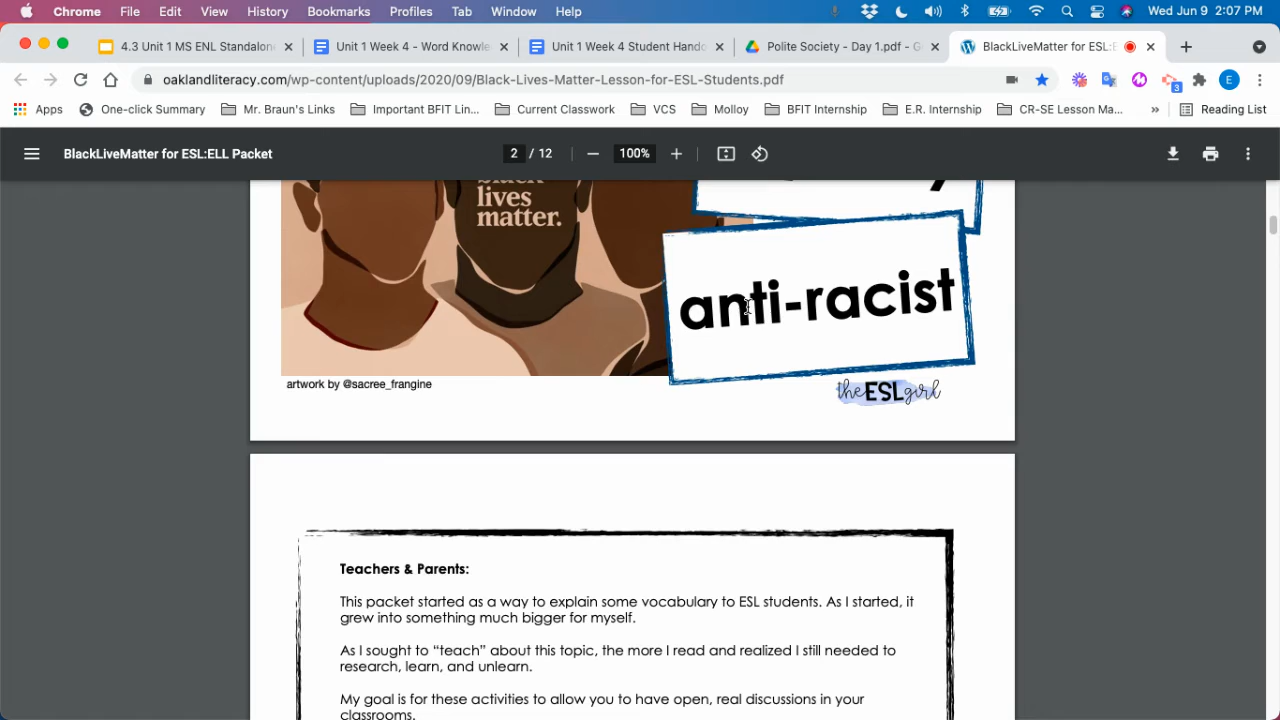 Chrome File Edit View History Bookmarks Profiles Tab Window Help Wed Jun 9 2:07 PM
4.3 Unit 1 MS ENL Standalon Unit 1 Week 4 - Word Knowle Unit 1 Week 4 Student Hando Polite Society - Day 1.pdf - G BlackLiveMatter for ESL:E
oaklandliteracy.com/wp-content/uploads/2020/09/Black-Lives-Matter-Lesson-for-ESL-Students.pdf E 3
Apps One-click Summary Mr. Braun's Links Important BFIT Lin... Current Classwork VCS Molloy BFIT Internship E.R. Internship CR-SE Lesson Ma... » Reading List
BlackLiveMatter for ESL:ELL Packet 2 / 12 100%
black
lives
matter.
anti-racist
artwork by @sacree_frangine
the ESL girl
Teachers & Parents:
This packet started as a way to explain some vocabulary to ESL students. As I started, it
grew into something much bigger for myself.
As I sought to “teach” about this topic, the more I read and realized I still needed to
research, learn, and unlearn.
My goal is for these activities to allow you to have open, real discussions in your
classrooms.